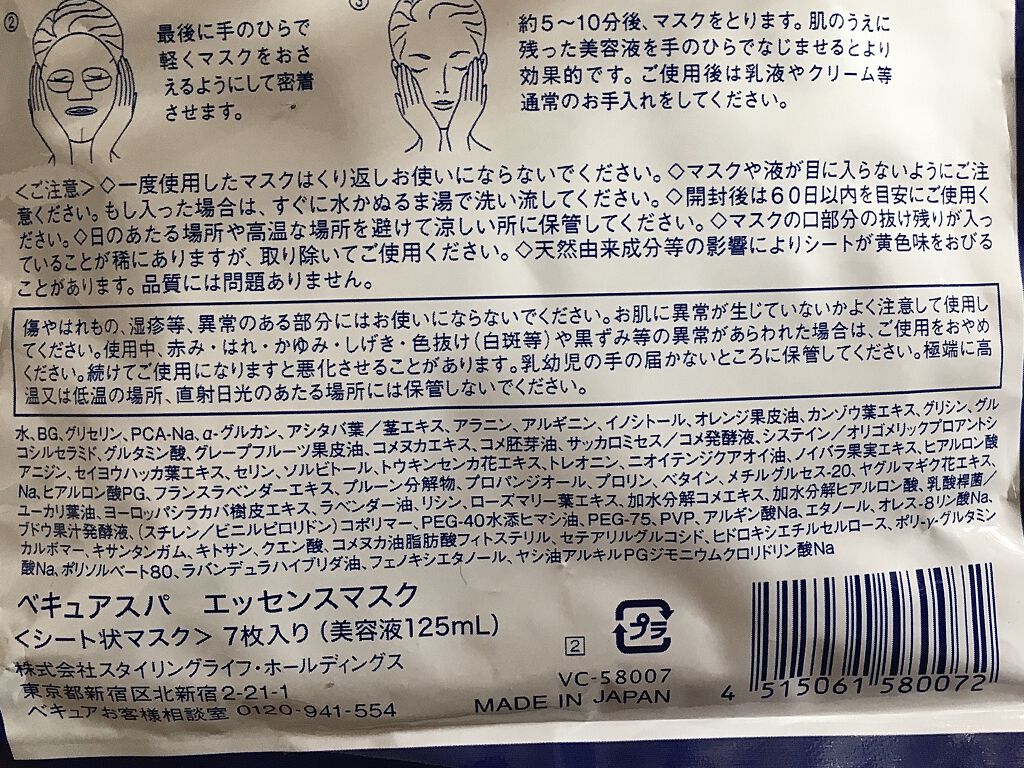 ②
最後に手のひらで
軽くマスクをおさ
えるようにして密着
させます。
③
約5〜10分後、マスクをとります。肌のうえに
残った美容液を手のひらでなじませるとより
効果的です。ご使用後は乳液やクリーム等
通常のお手入れをしてください。
<ご注意>◇一度使用したマスクはくり返しお使いにならないでください。◇マスクや液が目に入らないようにご注
意ください。もし入った場合は、すぐに水かぬるま湯で洗い流してください。◇開封後は60日以内を目安にご使用く
ださい。◇日のあたる場所や高温な場所を避けて涼しい所に保管してください。◇マスクの口部分の抜け残りが入っ
ていることが稀にありますが、取り除いてご使用ください。◇天然由来成分等の影響によりシートが黄色味をおびる
ことがあります。品質には問題ありません。
傷やはれもの、湿疹等、異常のある部分にはお使いにならないでください。お肌に異常が生じていないかよく注意して使用し
てください。使用中、赤み・はれ・かゆみ・しげき・色抜け(白斑等)や黒ずみ等の異常があらわれた場合は、ご使用をおやめ
ください。続けてご使用になりますと悪化させることがあります。乳幼児の手の届かないところに保管してください。極端に高
温又は低温の場所、直射日光のあたる場所には保管しないでください。
水、BG、グリセリン、PCA-Na、α-グルカン、アシタバ葉/茎エキス、アラニン、アルギニン、イノシトール、オレンジ果皮油、カンゾウ葉エキス、グリシン、グル
コシルセラミド、グルタミン酸、グレープフルーツ果皮油、コメヌカエキス、コメ胚芽油、サッカロミセス/コメ発酵液、システイン/オリゴメリックプロアントシ
アニジン、セイヨウハッカ葉エキス、セリン、ソルビトール、トウキンセンカ花エキス、トレオニン、ニオイテンジクアオイ油、ノイバラ果実エキス、ヒアルロン酸
Na、ヒアルロン酸PG、フランスラベンダーエキス、プルーン分解物、プロパンジオール、プロリン、ベタイン、メチルグルセス-20、ヤグルマギク花エキス、
ユーカリ葉油、ヨーロッパシラカバ樹皮エキス、ラベンダー油、リシン、ローズマリー葉エキス、加水分解コメエキス、加水分解ヒアルロン酸、乳酸桿菌/
ブドウ果汁発酵液、(スチレン/ビニルピロリドン)コポリマー、PEG-40水添ヒマシ油、PEG-75、PVP、アルギン酸Na、エタノール、オレス-8リン酸Na、
カルボマー、キサンタンガム、キトサン、クエン酸、コメヌカ油脂肪酸フィトステリル、セテアリルグルコシド、ヒドロキシエチルセルロース、ポリ-γ-グルタミン
酸Na、ポリソルベート80、ラバンデュラハイブリダ油、フェノキシエタノール、ヤシ油アルキルPGジモニウムクロリドリン酸Na
ベキュアスパ エッセンスマスク
<シート状マスク> 7枚入り(美容液125mL)
株式会社スタイリングライフ・ホールディングス
東京都新宿区北新宿2-21-1
ベキュアお客様相談室 0120-941-554
2
プラ
VC-58007
MADE IN JAPAN
4 515061 580072